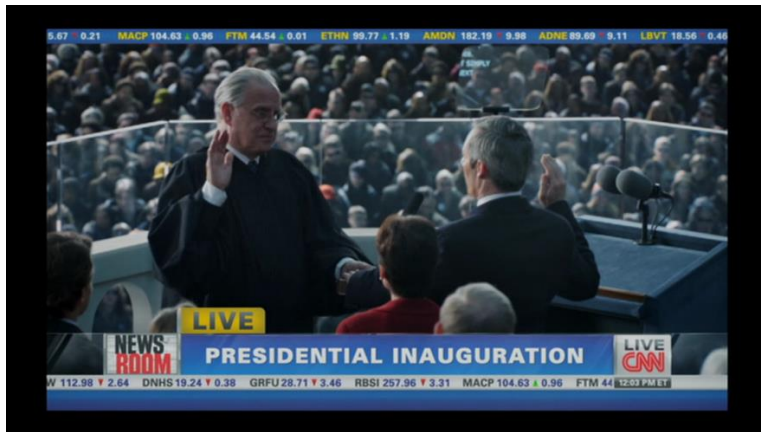 5.67 ▼ 0.21 MACP 104.63 ▲ 0.96 FTM 44.54 ▲ 0.01 ETHN 99.77 ▲ 1.19 AMDN 182.19 ▼ 9.98 ADNE 89.69 ▼ 9.11 LBVT 18.56 ▼ 0.46
LIVE
NEWS
ROOM
PRESIDENTIAL INAUGURATION
LIVE
CNN
W 112.98 ▼ 2.64 DNHS 19.24 ▼ 0.38 GRFU 28.71 ▼ 3.46 RBSI 257.96 ▼ 3.31 MACP 104.63 ▲ 0.96 FTM 44
12:03 PM ET